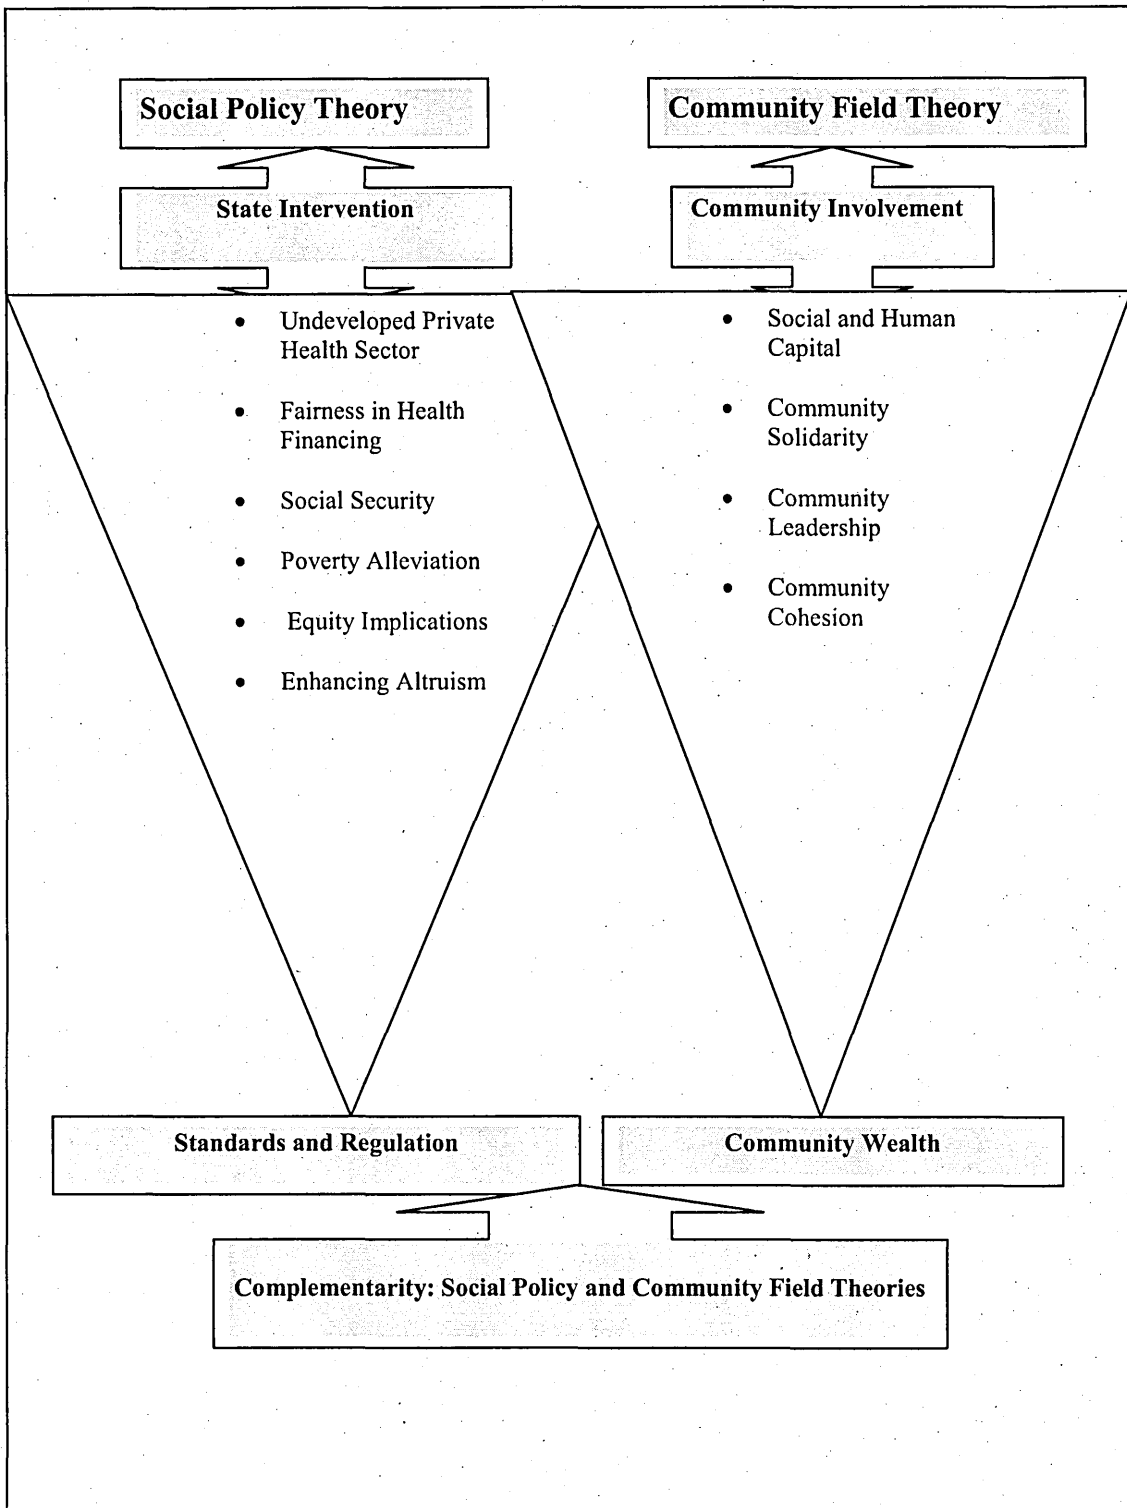 Social Policy Theory
State Intervention
• Undeveloped Private
Health Sector
• Fairness in Health
Financing
• Social Security
• Poverty Alleviation
• Equity Implications
• Enhancing Altruism
Standards and Regulation
Community Field Theory
Community Involvement
• Social and Human
Capital
• Community
Solidarity
• Community
Leadership
• Community
Cohesion
Community Wealth
Complementarity: Social Policy and Community Field Theories